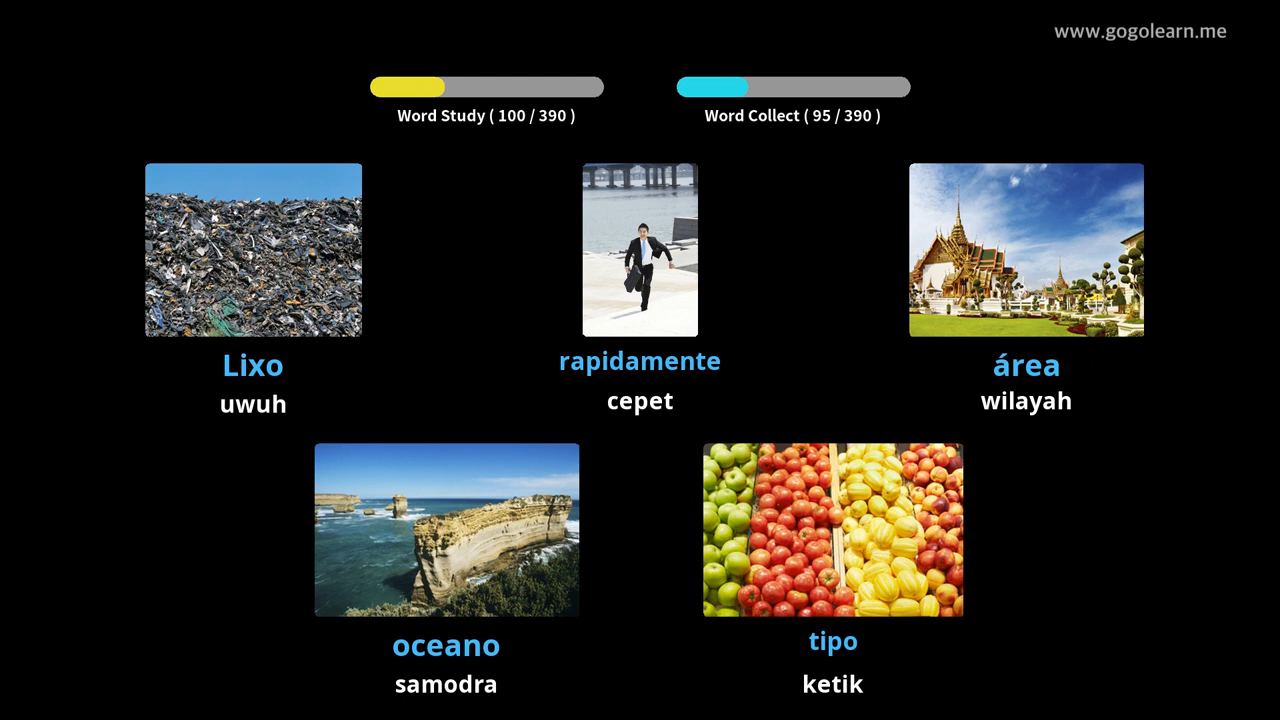 www.gogolearn.me
Word Study ( 100 / 390 )
Word Collect ( 95 / 390 )
Lixo
uwuh
rapidamente
cepet
área
wilayah
oceano
samodra
tipo
ketik